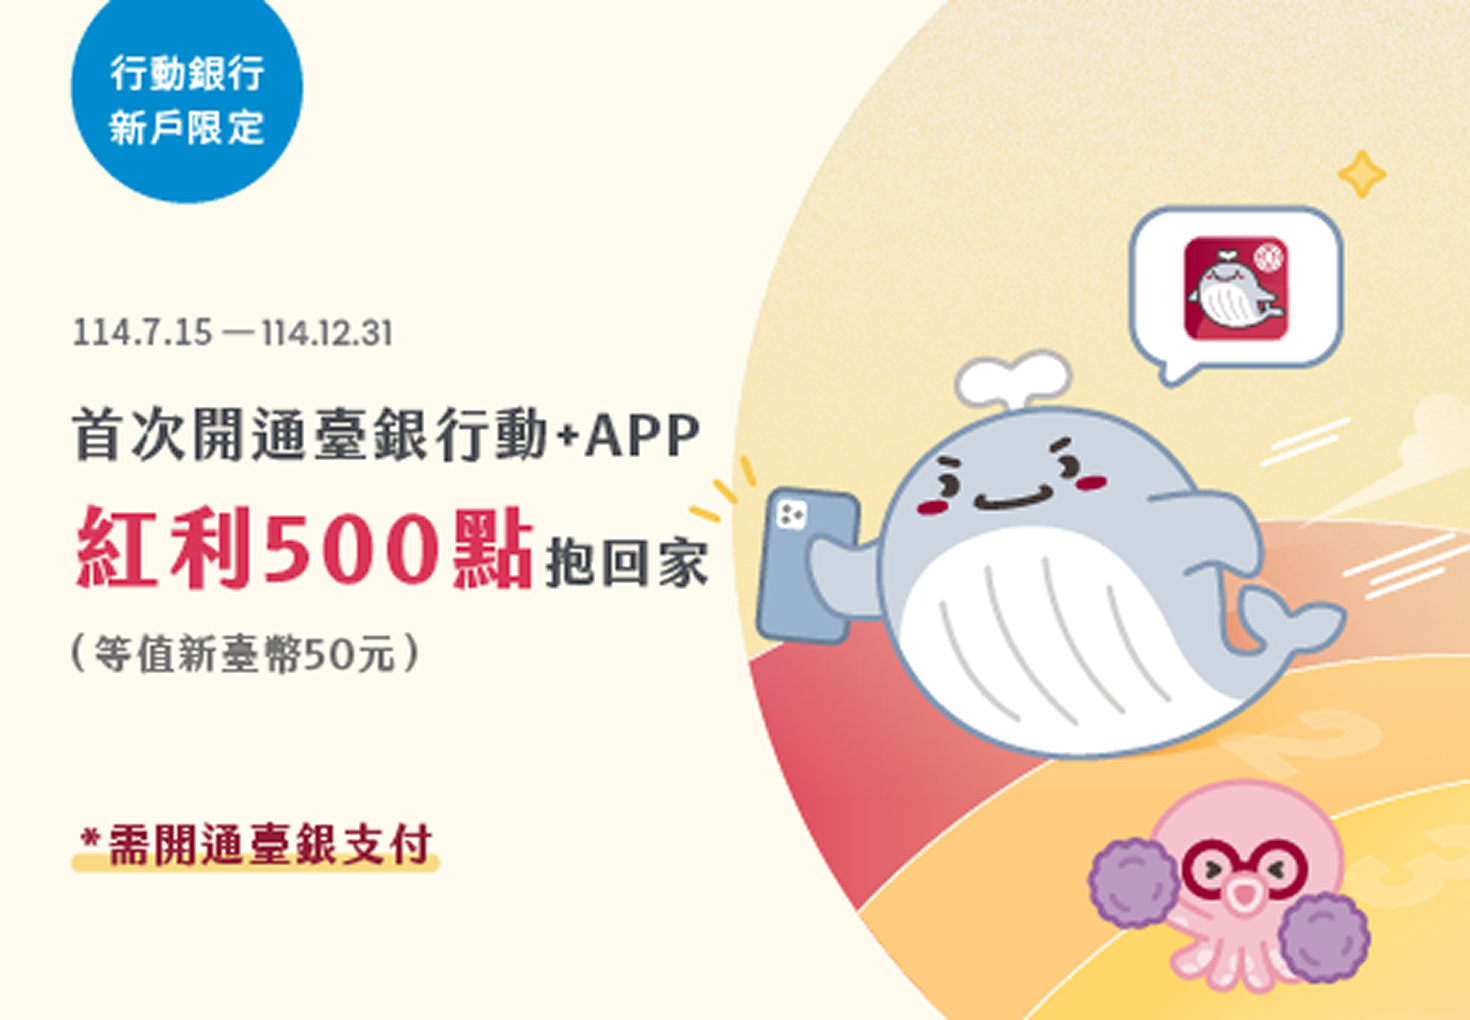 行動銀行
新戶限定
114.7.15－114.12.31
首次開通臺銀行動+APP
紅利500點抱回家
(等值新臺幣50元)
*需開通臺銀支付
2
3